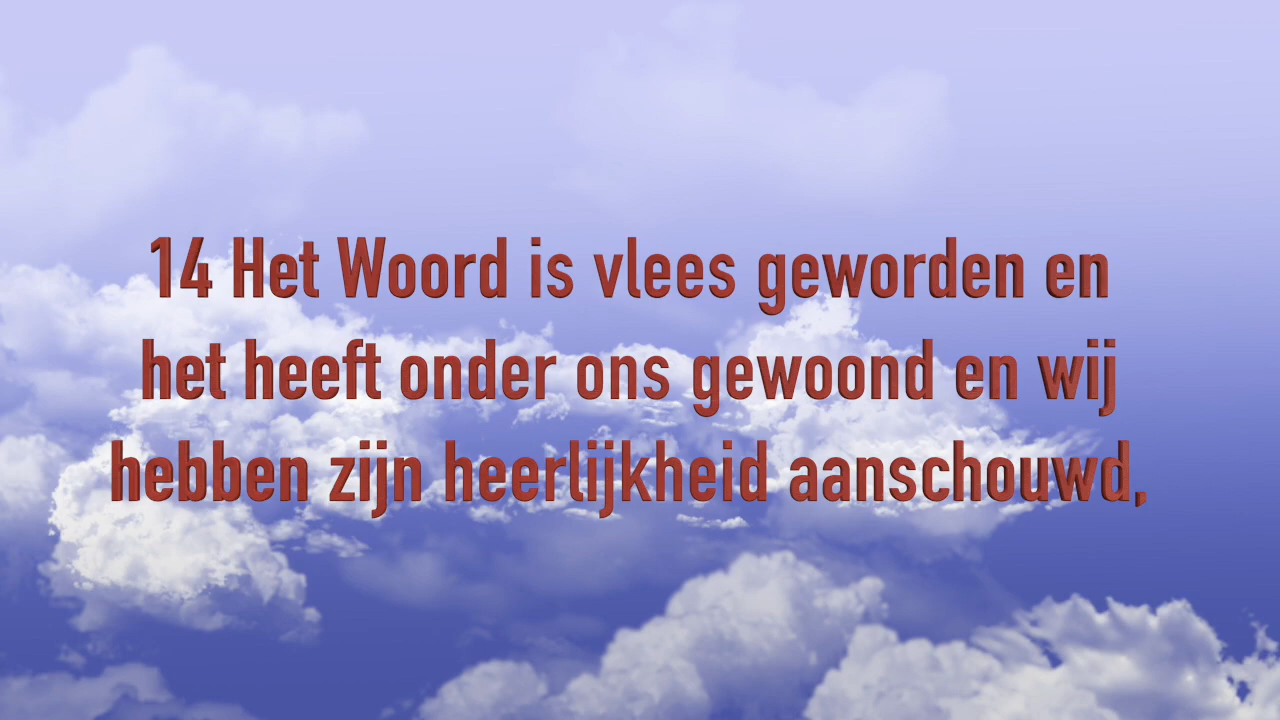 14 Het Woord is vlees geworden en
het heeft onder ons gewoond en wij
hebben zijn heerlijkheid aanschouwd,